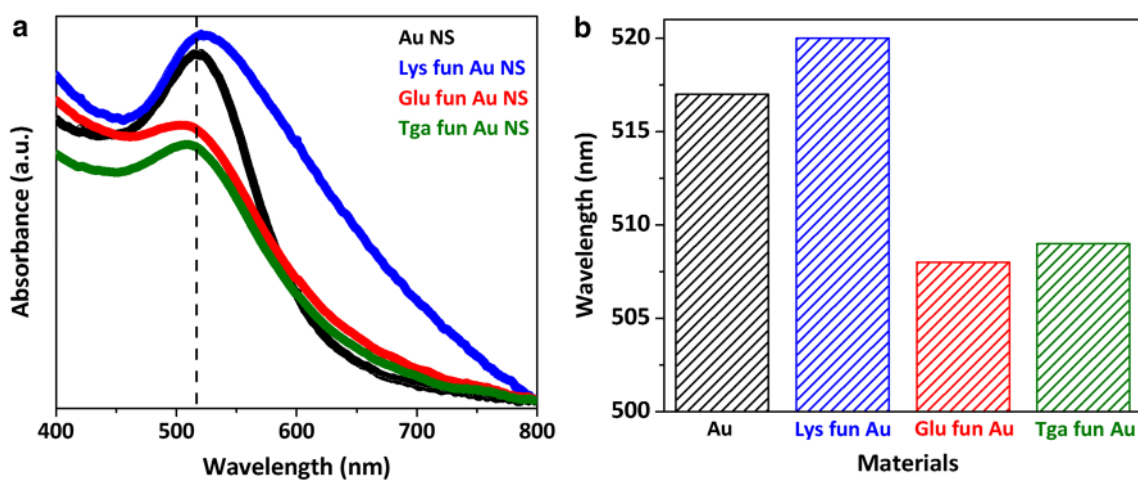 a
Au NS
Lys fun Au NS
Glu fun Au NS
Tga fun Au NS
Absorbance (a.u.)
400 500 600 700 800
Wavelength (nm)
b
520
515
510
505
500
Wavelength (nm)
Au Lys fun Au Glu fun Au Tga fun Au
Materials